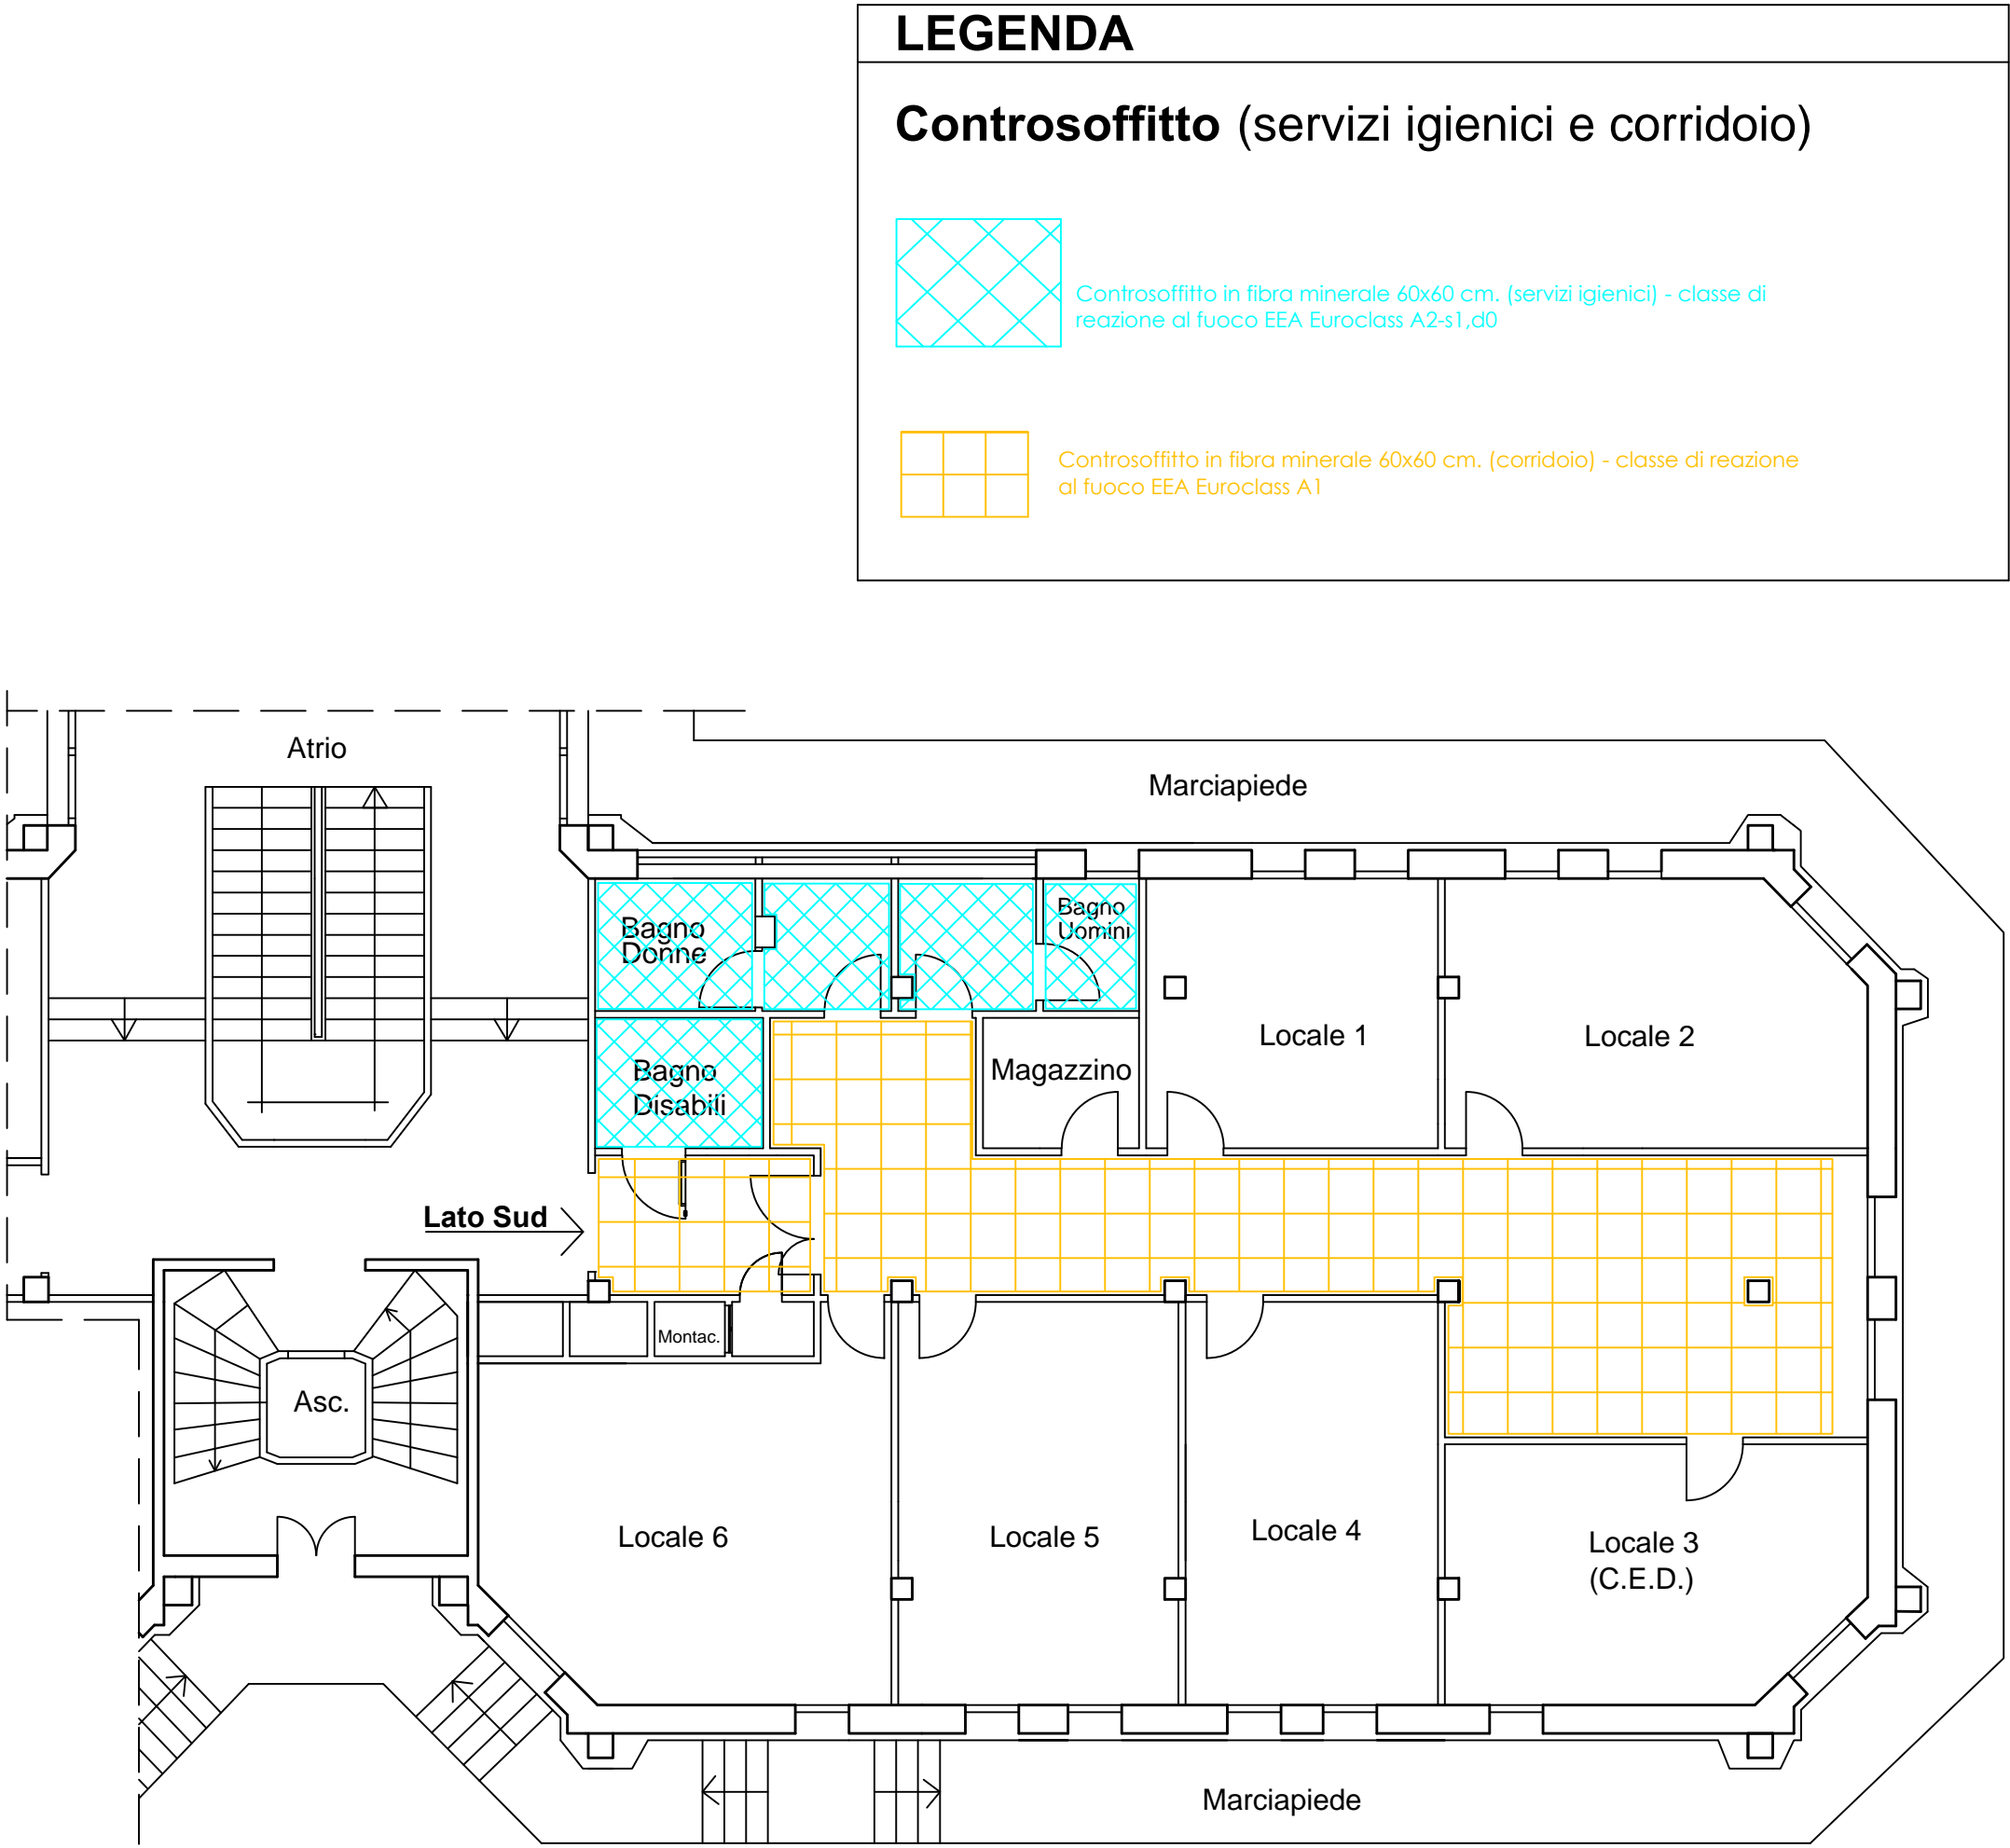 LEGENDA
Controsoffitto (servizi igienici e corridoio)
Controsoffitto in fibra minerale 60x60 cm. (servizi igienici) - classe di
reazione al fuoco EEA Euroclass A2-s1,d0
Controsoffitto in fibra minerale 60x60 cm. (corridoio) - classe di reazione
al fuoco EEA Euroclass A1
Atrio
Marciapiede
Bagno
Donne
Bagno
Uomini
Locale 1
Locale 2
Magazzino
Bagno
Disabili
Lato Sud
Montac.
Asc.
Locale 6
Locale 5
Locale 4
Locale 3
(C.E.D.)
Marciapiede